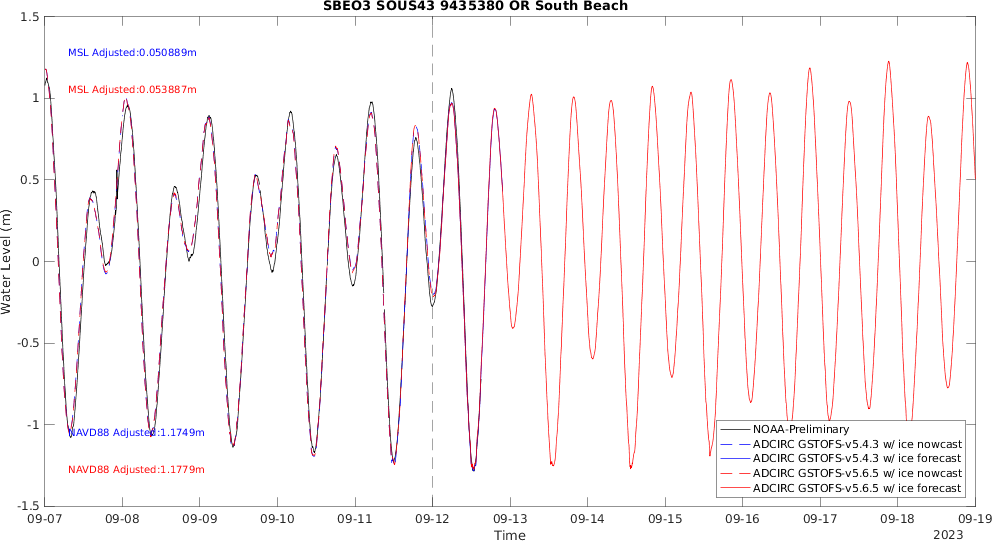 SBEO3 SOUS43 9435380 OR South Beach
MSL Adjusted:0.050889m
MSL Adjusted:0.053887m
NAVD88 Adjusted:1.1749m
NAVD88 Adjusted:1.1779m
Water Level (m)
1.5
1
0.5
0
-0.5
-1
-1.5
NOAA-Preliminary
ADCIRC GSTOFS-v5.4.3 w/ ice nowcast
ADCIRC GSTOFS-v5.4.3 w/ ice forecast
ADCIRC GSTOFS-v5.6.5 w/ ice nowcast
ADCIRC GSTOFS-v5.6.5 w/ ice forecast
09-07 09-08 09-09 09-10 09-11 09-12 09-13 09-14 09-15 09-16 09-17 09-18 09-19
Time
2023